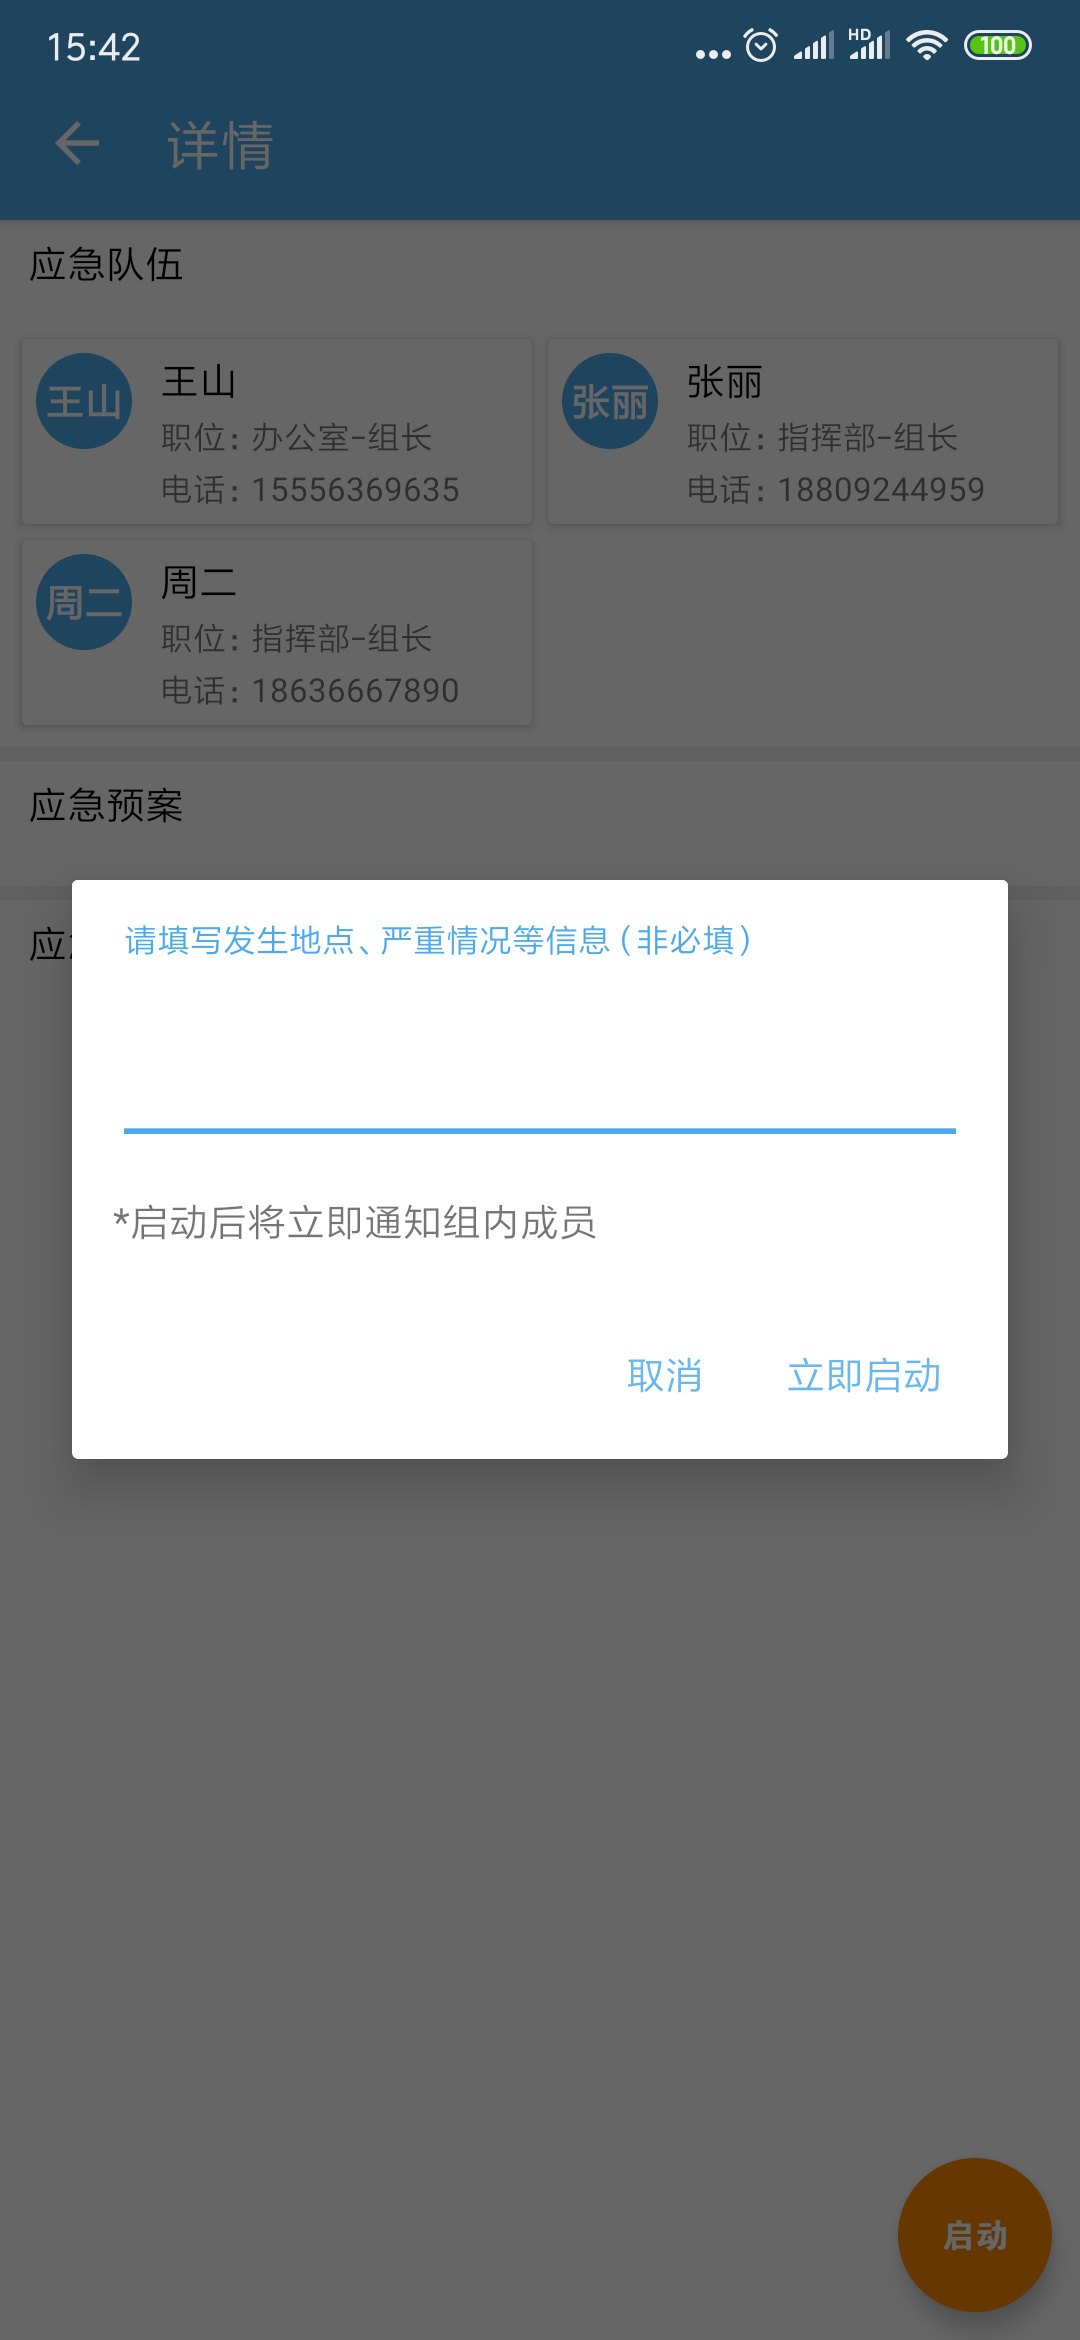 15:42
HD
100
详情
应急队伍
王山
王山
职位：办公室-组长
电话：15556369635
张丽
张丽
职位：指挥部-组长
电话：18809244959
周二
周二
职位：指挥部-组长
电话：18636667890
应急预案
应
请填写发生地点、严重情况等信息（非必填）
*启动后将立即通知组内成员
取消
立即启动
启动